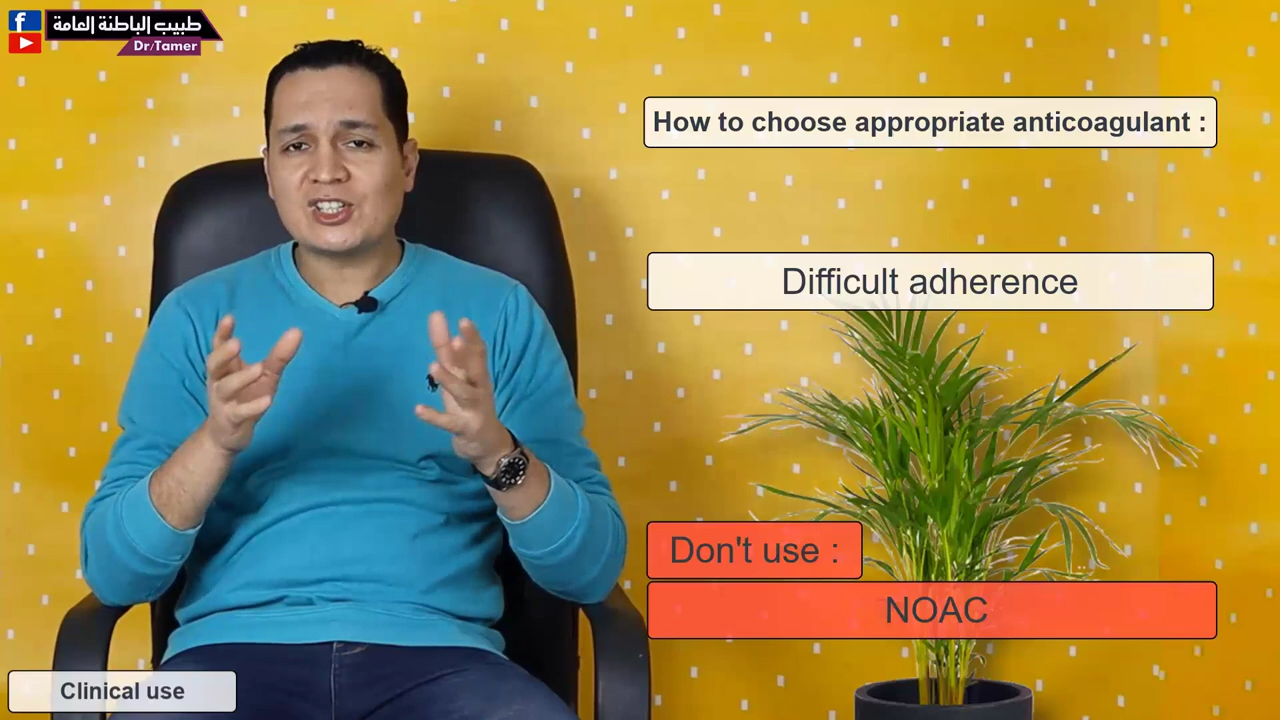 طبيب الباطنة العامة
Dr/Tamer
How to choose appropriate anticoagulant :
Difficult adherence
Don't use :
NOAC
Clinical use